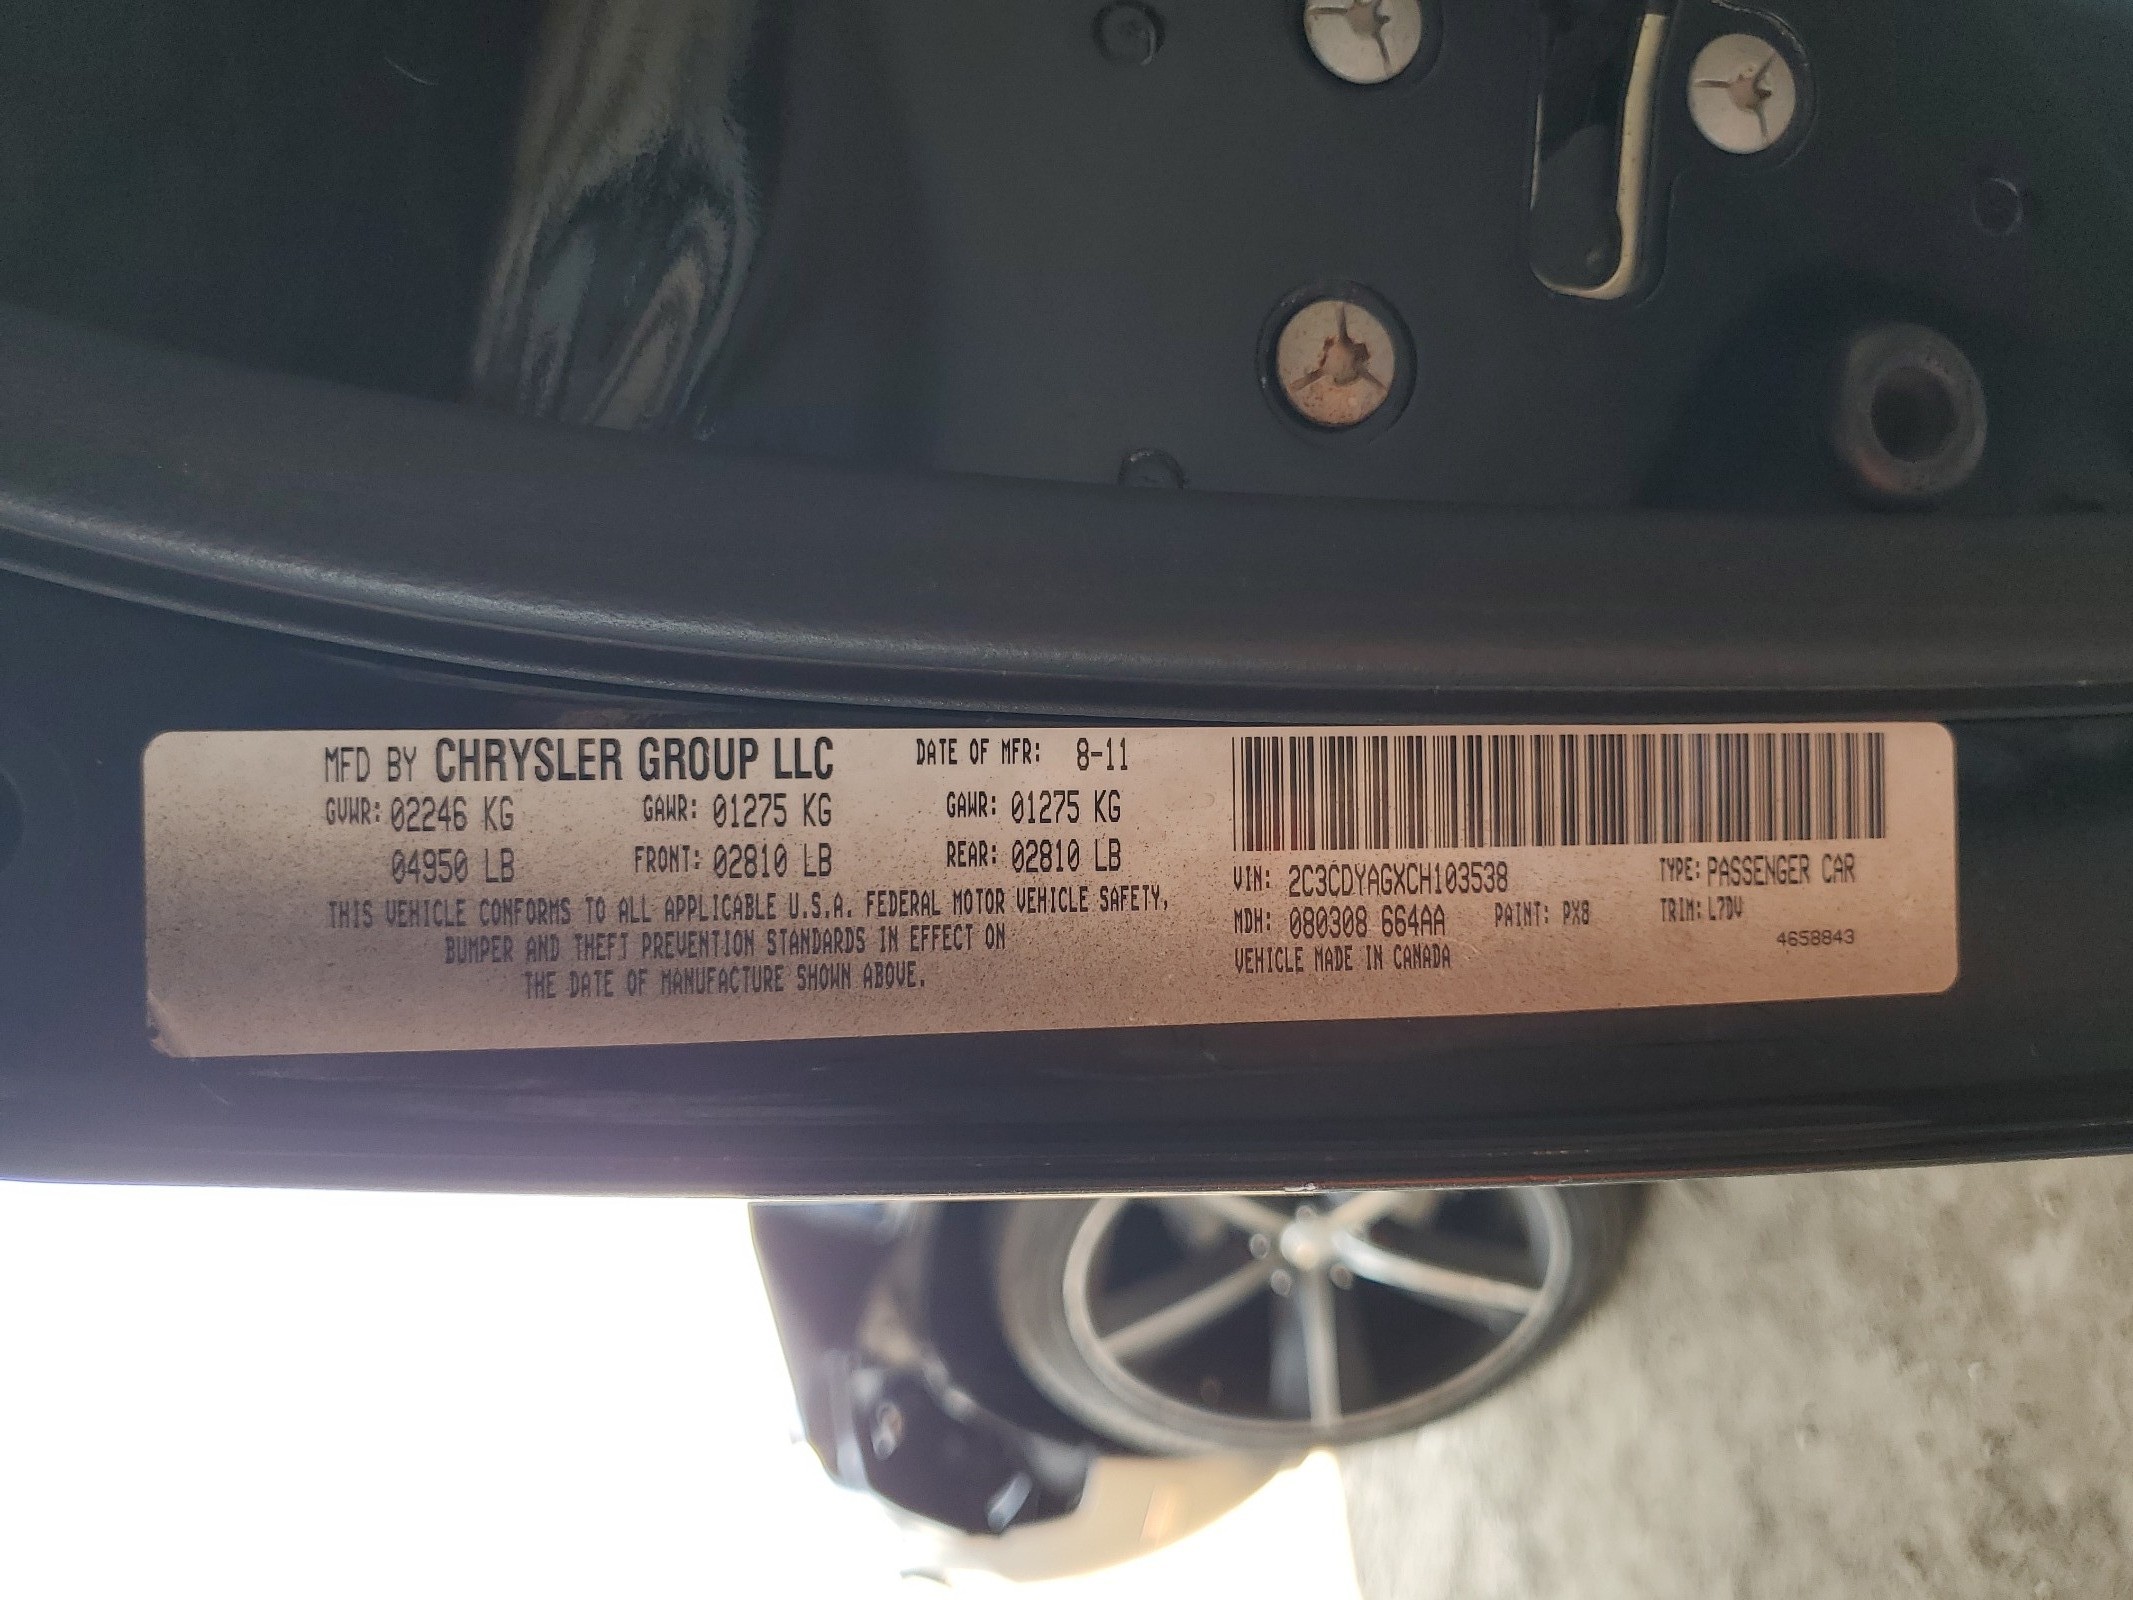 MFD BY CHRYSLER GROUP LLC DATE OF MFR: 8-11
GVWR: 02246 KG GAWR: 01275 KG GAWR: 01275 KG
04950 LB FRONT: 02810 LB REAR: 02810 LB
THIS VEHICLE CONFORMS TO ALL APPLICABLE U.S.A. FEDERAL MOTOR VEHICLE SAFETY,
BUMPER AND THEFT PREVENTION STANDARDS IN EFFECT ON
THE DATE OF MANUFACTURE SHOWN ABOVE.
VIN: 2C3CDYAGXCH103538 TYPE: PASSENGER CAR
MDH: 080308 664AA PAINT: PX8 TRIM: L7DV
VEHICLE MADE IN CANADA 4658843